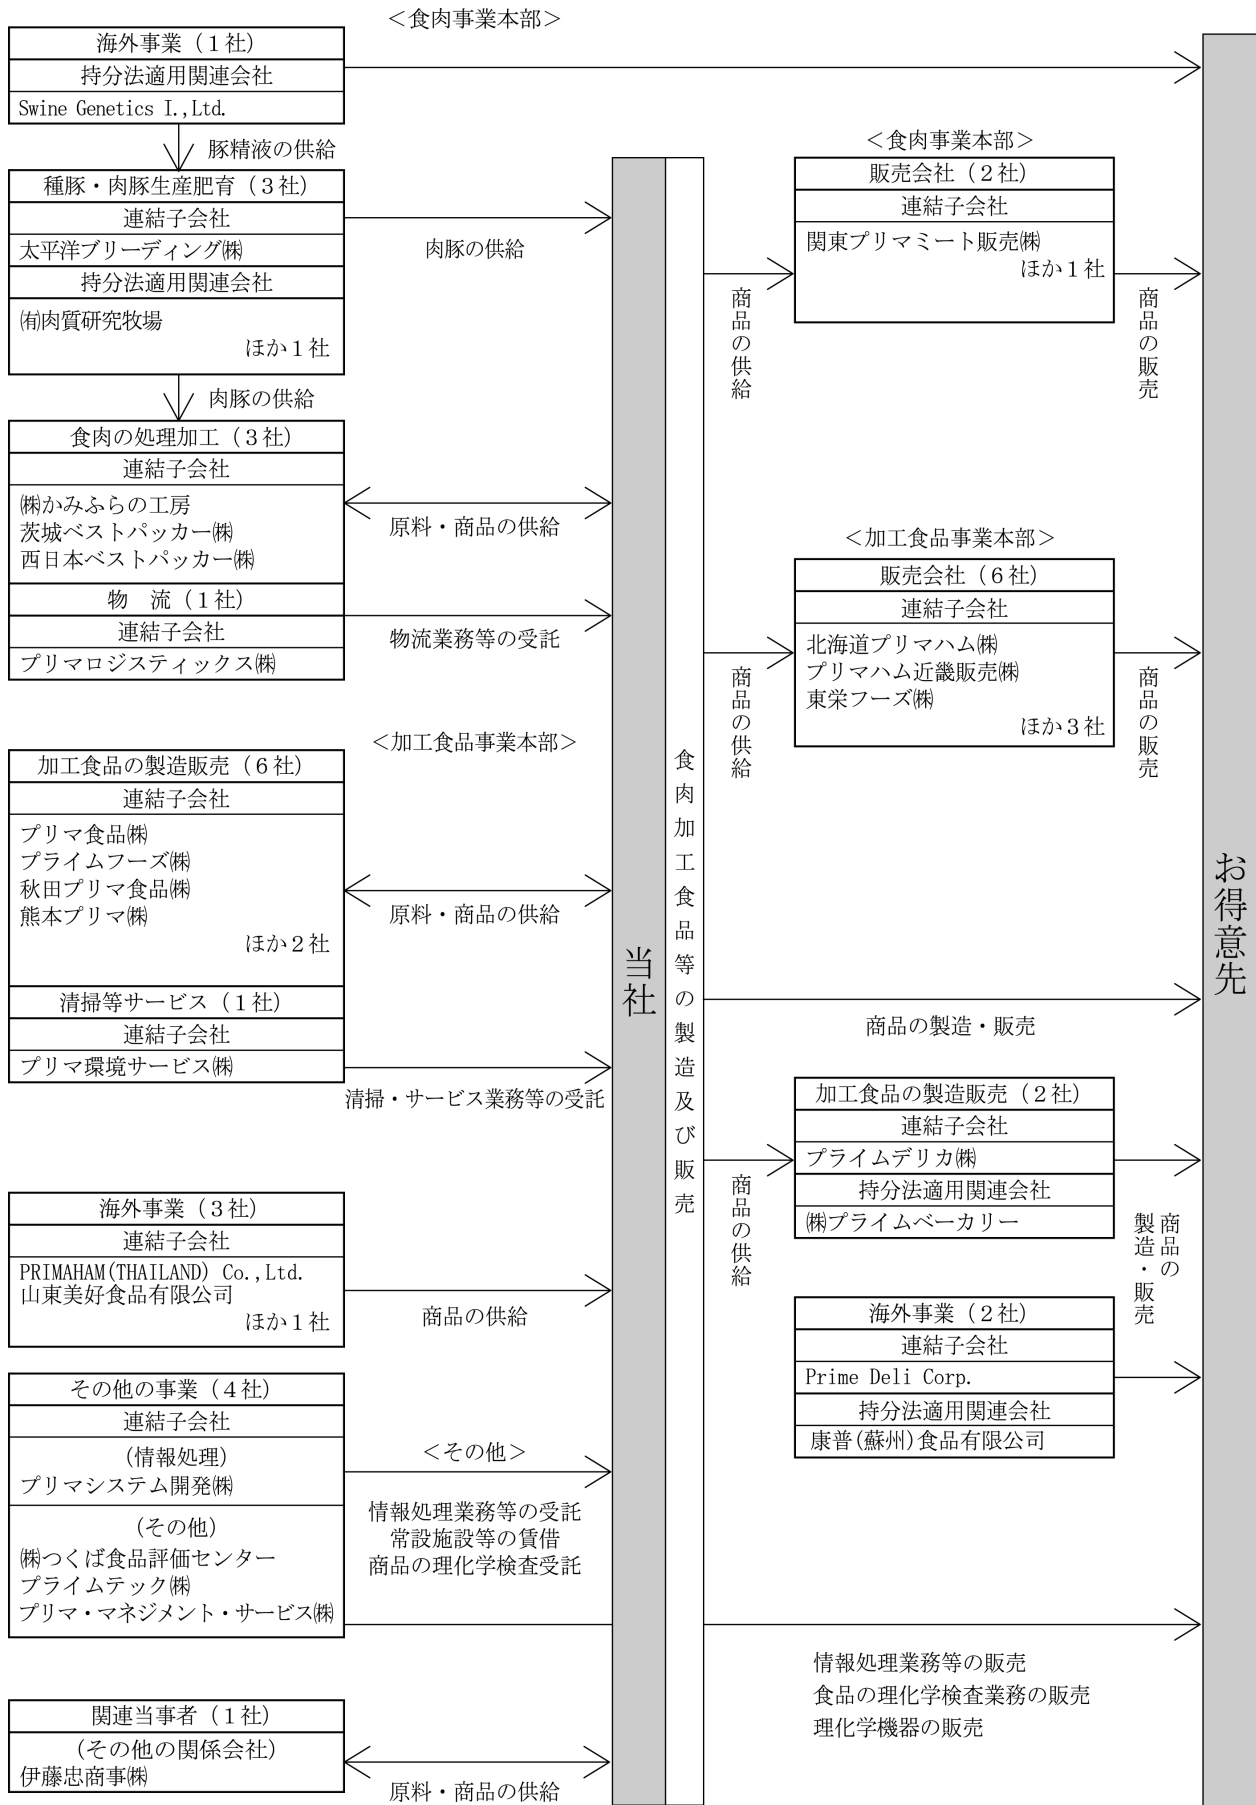 ＜食肉事業本部＞
海外事業（１社）
持分法適用関連会社
Swine Genetics I.,Ltd.
豚精液の供給
種豚・肉豚生産肥育（３社）
連結子会社
太平洋ブリーディング㈱
持分法適用関連会社
㈲肉質研究牧場
ほか１社
肉豚の供給
肉豚の供給
食肉の処理加工（３社）
連結子会社
㈱かみふらの工房
茨城ベストパッカー㈱
西日本ベストパッカー㈱
原料・商品の供給
物　流（１社）
連結子会社
プリマロジスティックス㈱
物流業務等の受託
＜加工食品事業本部＞
加工食品の製造販売（６社）
連結子会社
プリマ食品㈱
プライムフーズ㈱
秋田プリマ食品㈱
熊本プリマ㈱
ほか２社
原料・商品の供給
清掃等サービス（１社）
連結子会社
プリマ環境サービス㈱
清掃・サービス業務等の受託
海外事業（３社）
連結子会社
PRIMAHAM(THAILAND) Co.,Ltd.
山東美好食品有限公司
ほか１社
商品の供給
その他の事業（４社）
連結子会社
(情報処理)
プリマシステム開発㈱
(その他)
㈱つくば食品評価センター
プライムテック㈱
プリマ・マネジメント・サービス㈱
＜その他＞
情報処理業務等の受託
常設施設等の賃借
商品の理化学検査受託
関連当事者（１社）
(その他の関係会社)
伊藤忠商事㈱
原料・商品の供給
当社
食肉加工食品等の製造及び販売
＜食肉事業本部＞
販売会社（２社）
連結子会社
関東プリマミート販売㈱
ほか１社
商品の供給
商品の販売
＜加工食品事業本部＞
販売会社（６社）
連結子会社
北海道プリマハム㈱
プリマハム近畿販売㈱
東栄フーズ㈱
ほか３社
商品の供給
商品の販売
商品の製造・販売
加工食品の製造販売（２社）
連結子会社
プライムデリカ㈱
持分法適用関連会社
㈱プライムベーカリー
商品の供給
商品の
製造・販売
海外事業（２社）
連結子会社
Prime Deli Corp.
持分法適用関連会社
康普(蘇州)食品有限公司
情報処理業務等の販売
食品の理化学検査業務の販売
理化学機器の販売
お得意先